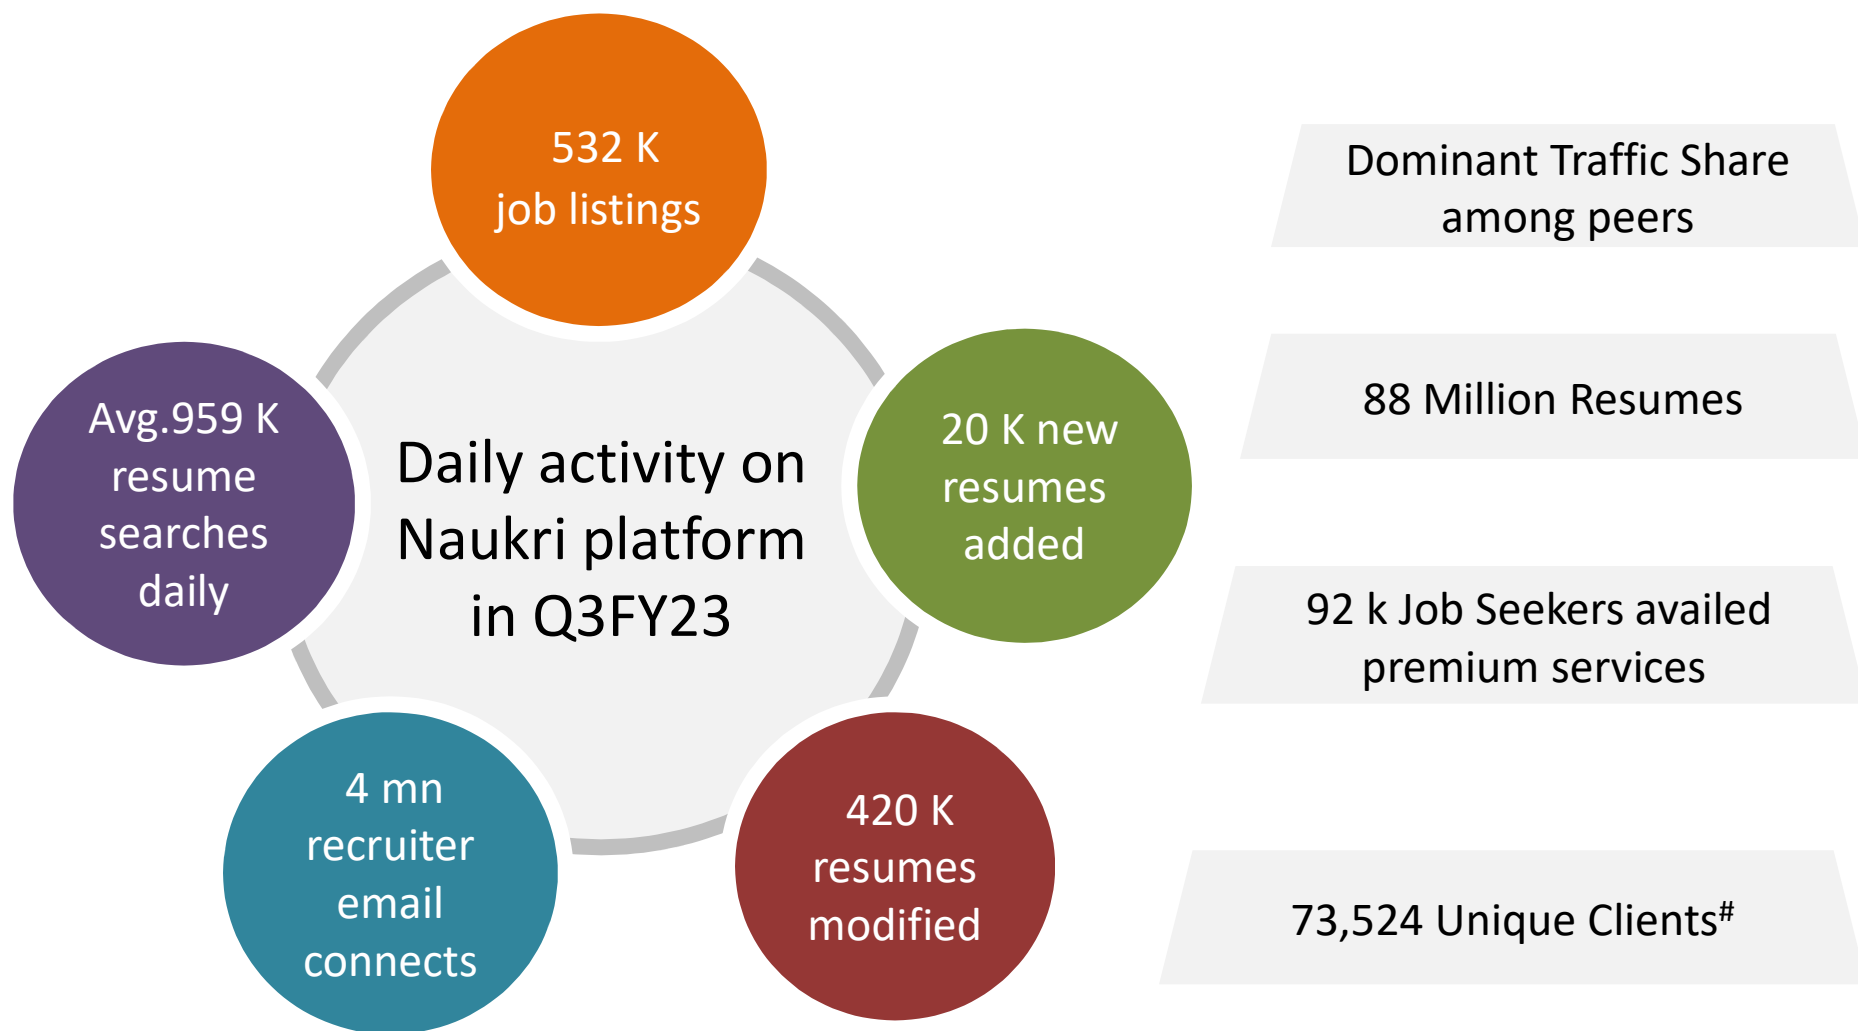 532 K
job listings
Dominant Traffic Share
among peers
Avg.959 K
resume
searches
daily
Daily activity on
Naukri platform
in Q3FY23
20 K new
resumes
added
88 Million Resumes
92 k Job Seekers availed
premium services
4 mn
recruiter
email
connects
420 K
resumes
modified
73,524 Unique Clients#